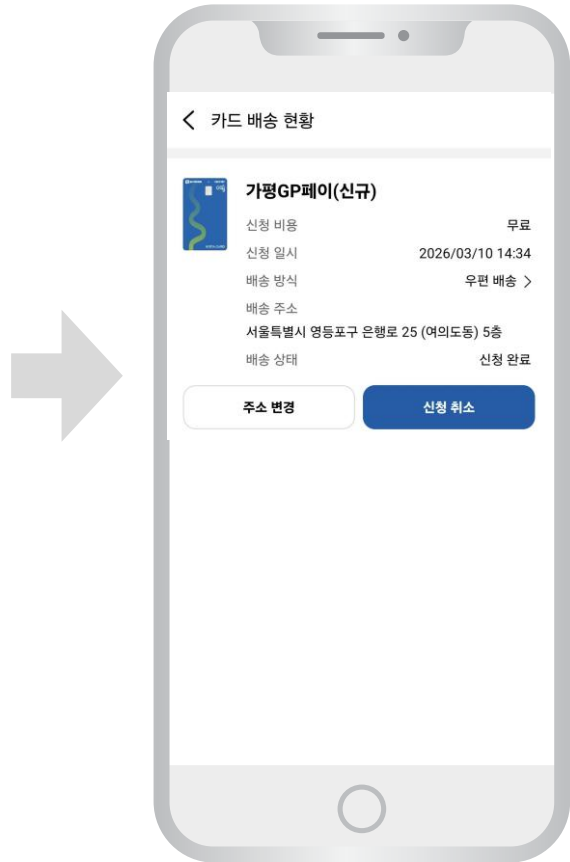 카드 배송 현황
가평GP페이(신규)
신청 비용 무료
신청 일시 2026/03/10 14:34
배송 방식 우편 배송 >
배송 주소
서울특별시 영등포구 은행로 25 (여의도동) 5층
배송 상태 신청 완료
주소 변경 신청 취소